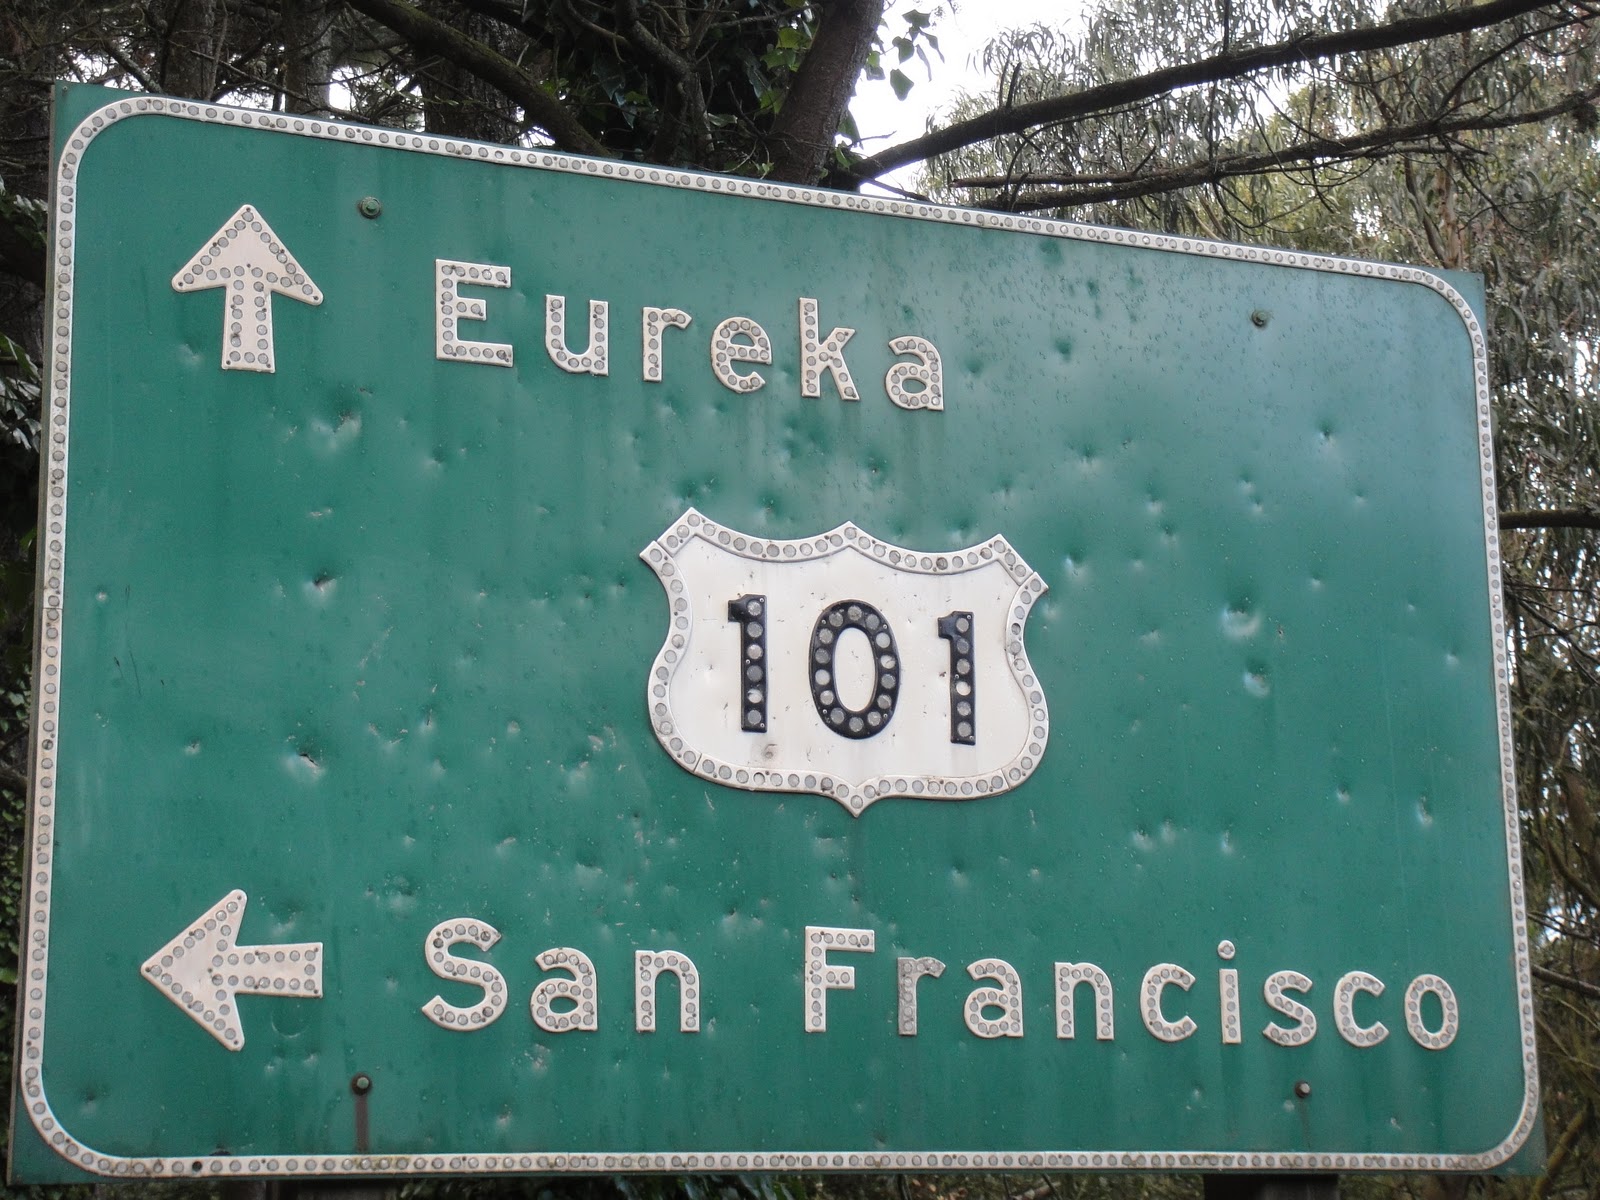 Eureka
101
San Francisco